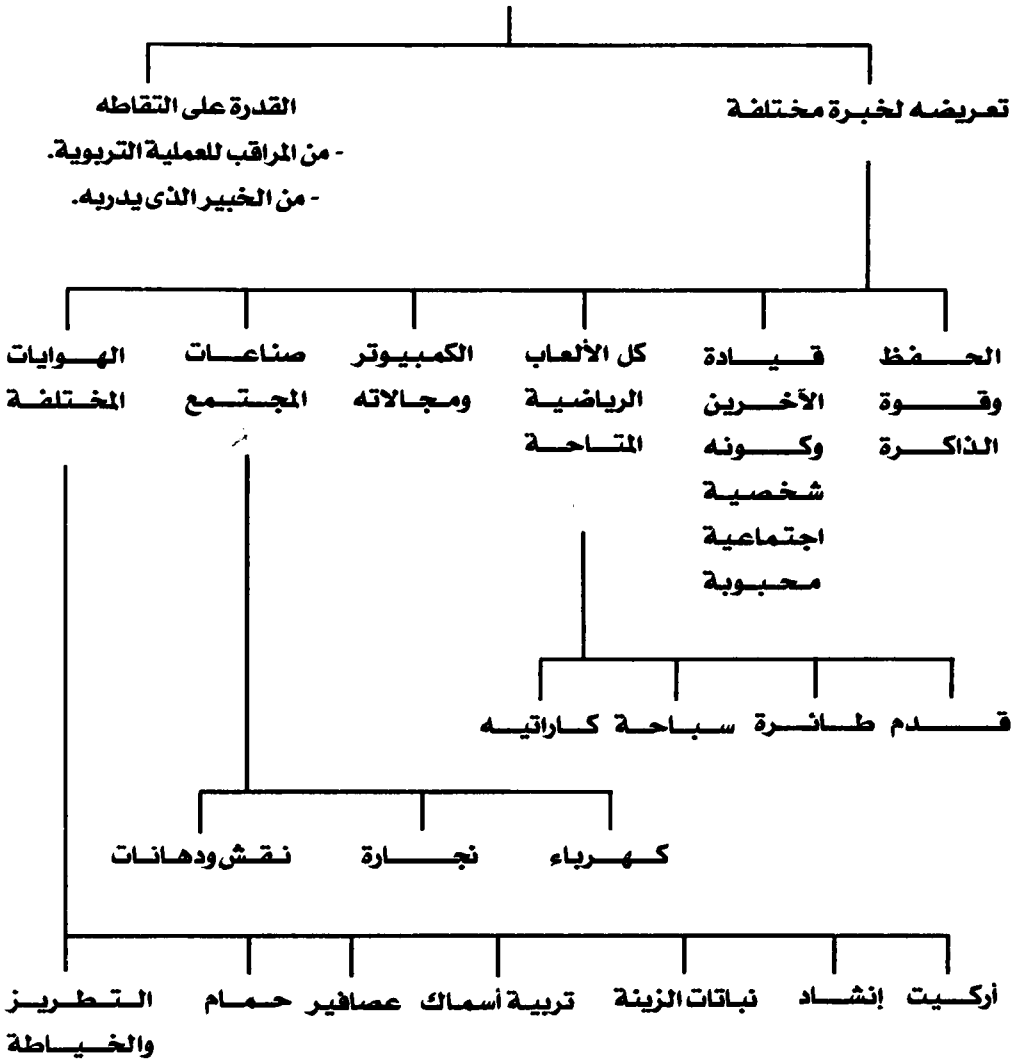 تعريضه لخبرة مختلفة
القدرة على التقاطه
- من المراقب للعملية التربوية.
- من الخبير الذى يدربه.
الحفظ
وقوة
الذاكرة
قيادة
الآخرين
وكونه
شخصية
اجتماعية
محبوبة
كل الألعاب
الرياضية
المتاحة
الكمبيوتر
ومجالاته
صناعات
المجتمع
الهوايات
المختلفة
قدم
طائرة
سباحة
كاراتيه
كهرباء
نجارة
نقش ودهانات
أركيت
إنشاد
نباتات الزينة
تربية أسماك
عصافير
حمام
التطريز
والخياطة